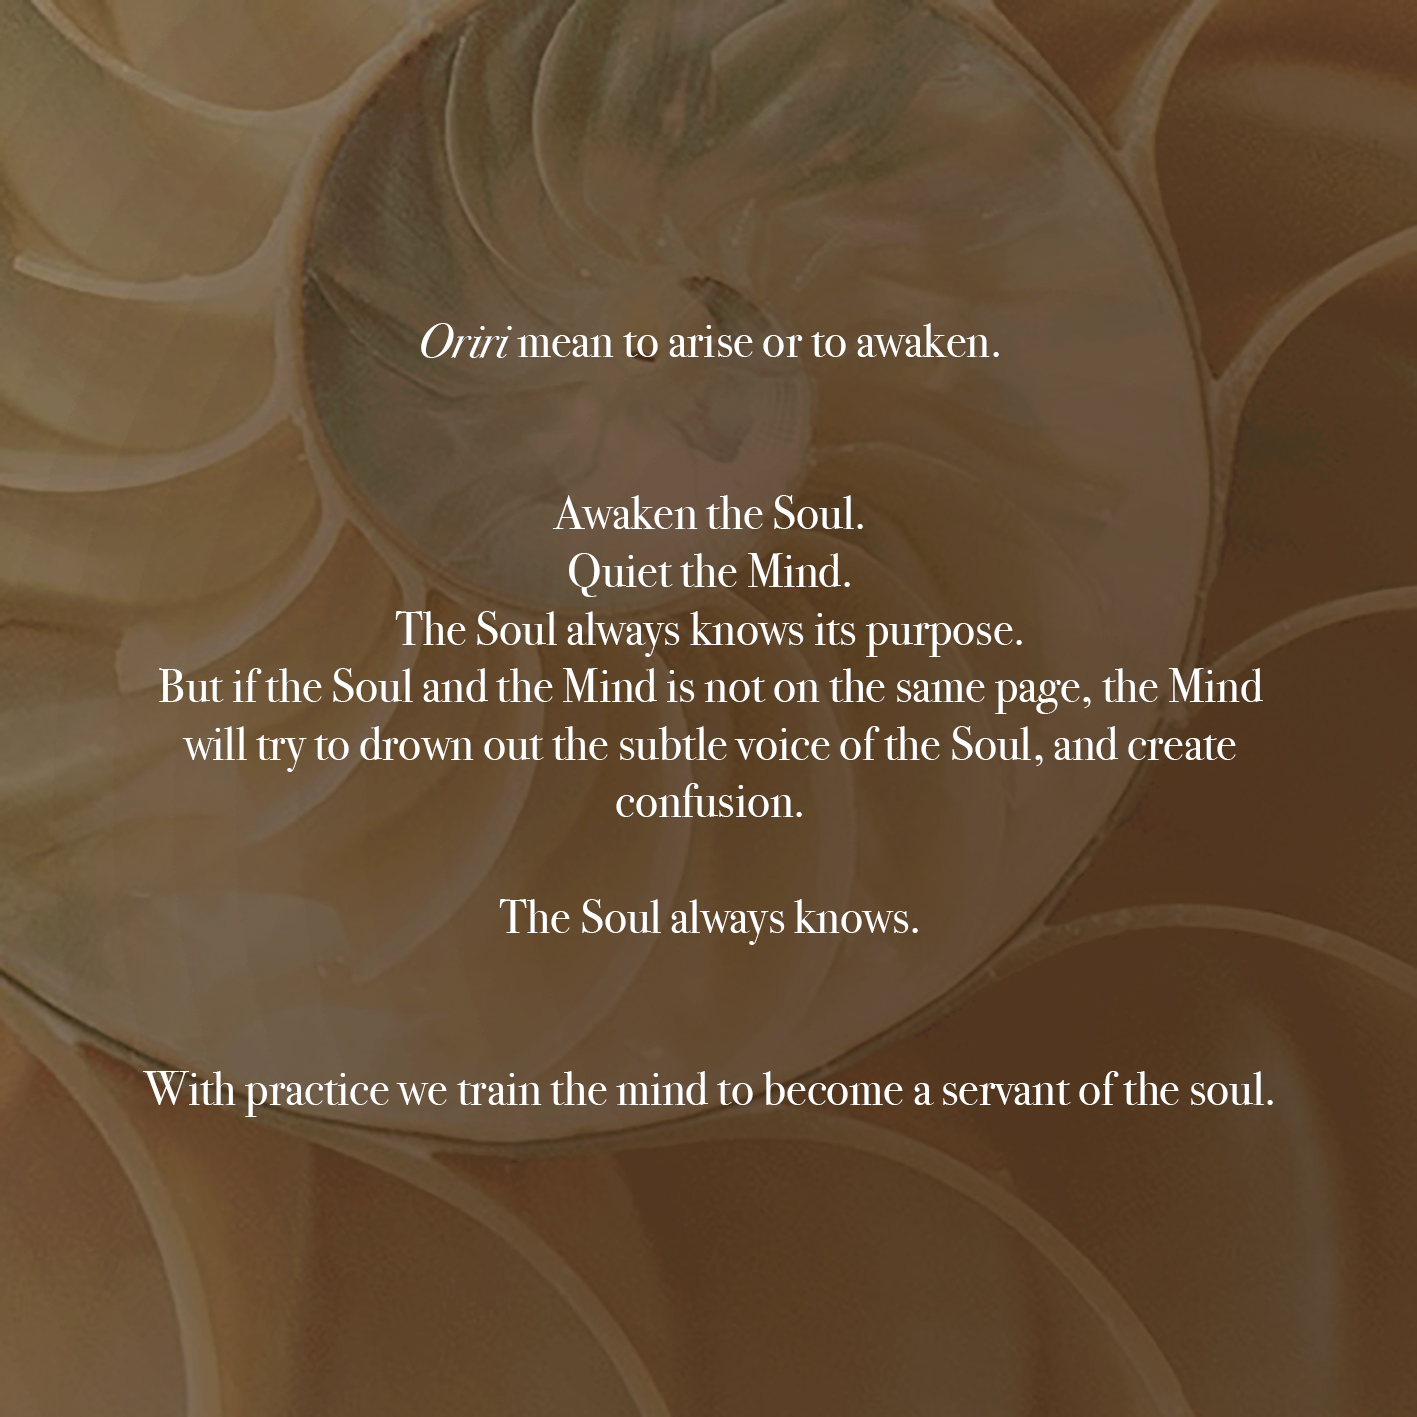 Oriri mean to arise or to awaken.
Awaken the Soul.
Quiet the Mind.
The Soul always knows its purpose.
But if the Soul and the Mind is not on the same page, the Mind
will try to drown out the subtle voice of the Soul, and create
confusion.
The Soul always knows.
With practice we train the mind to become a servant of the soul.